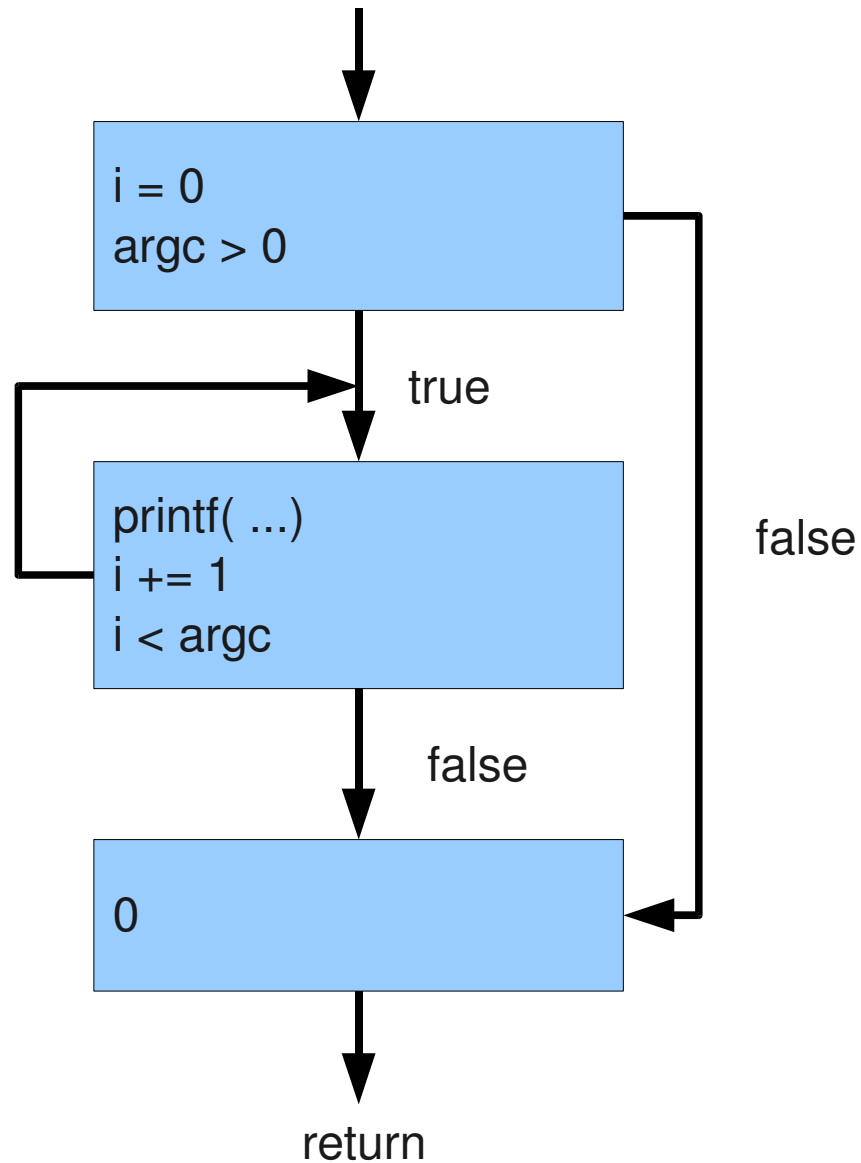 i = 0
argc > 0
true
printf( ...)
i += 1
i < argc
false
false
0
return